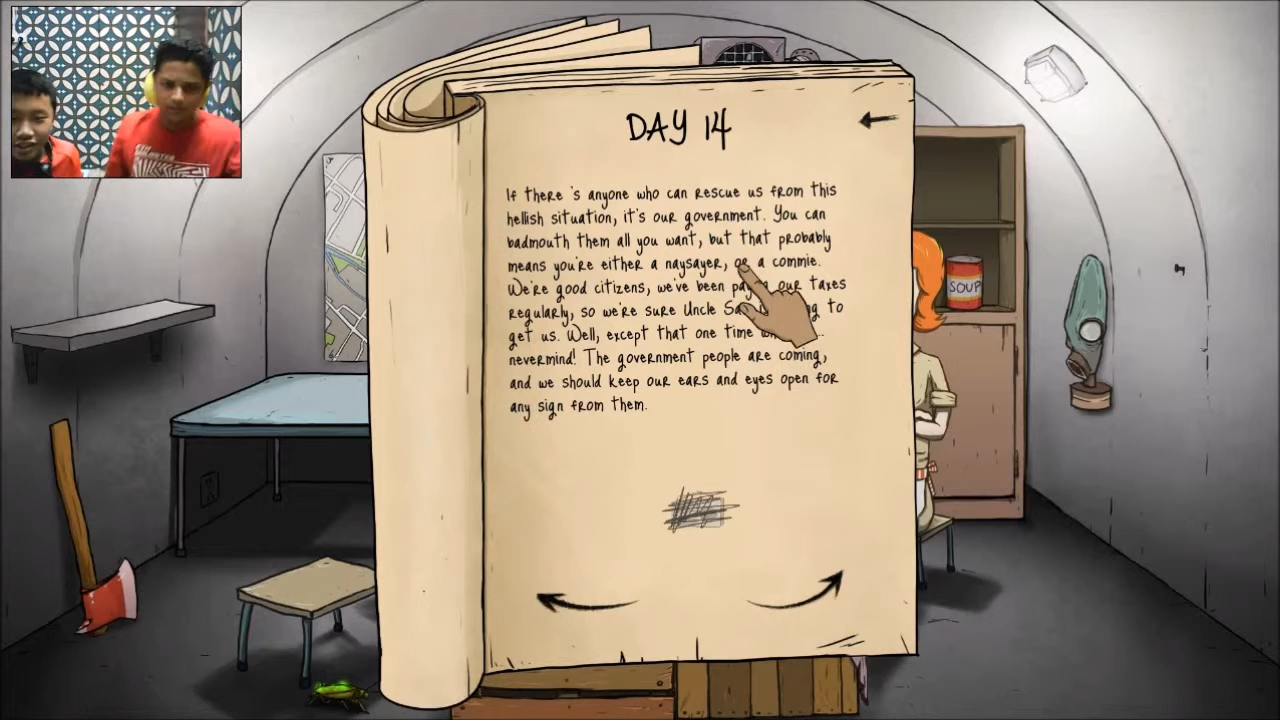 DAY 14
If there 's anyone who can rescue us from this
hellish situation, it's our government. You can
badmouth them all you want, but that probably
means you're either a naysayer, or a commie.
We're good citizens, we've been our taxes
regularly, so we're sure Uncle to
get us. Well, except that one time
nevermind! The government people are coming,
and we should keep our ears and eyes open for
any sign from them.
SOUP